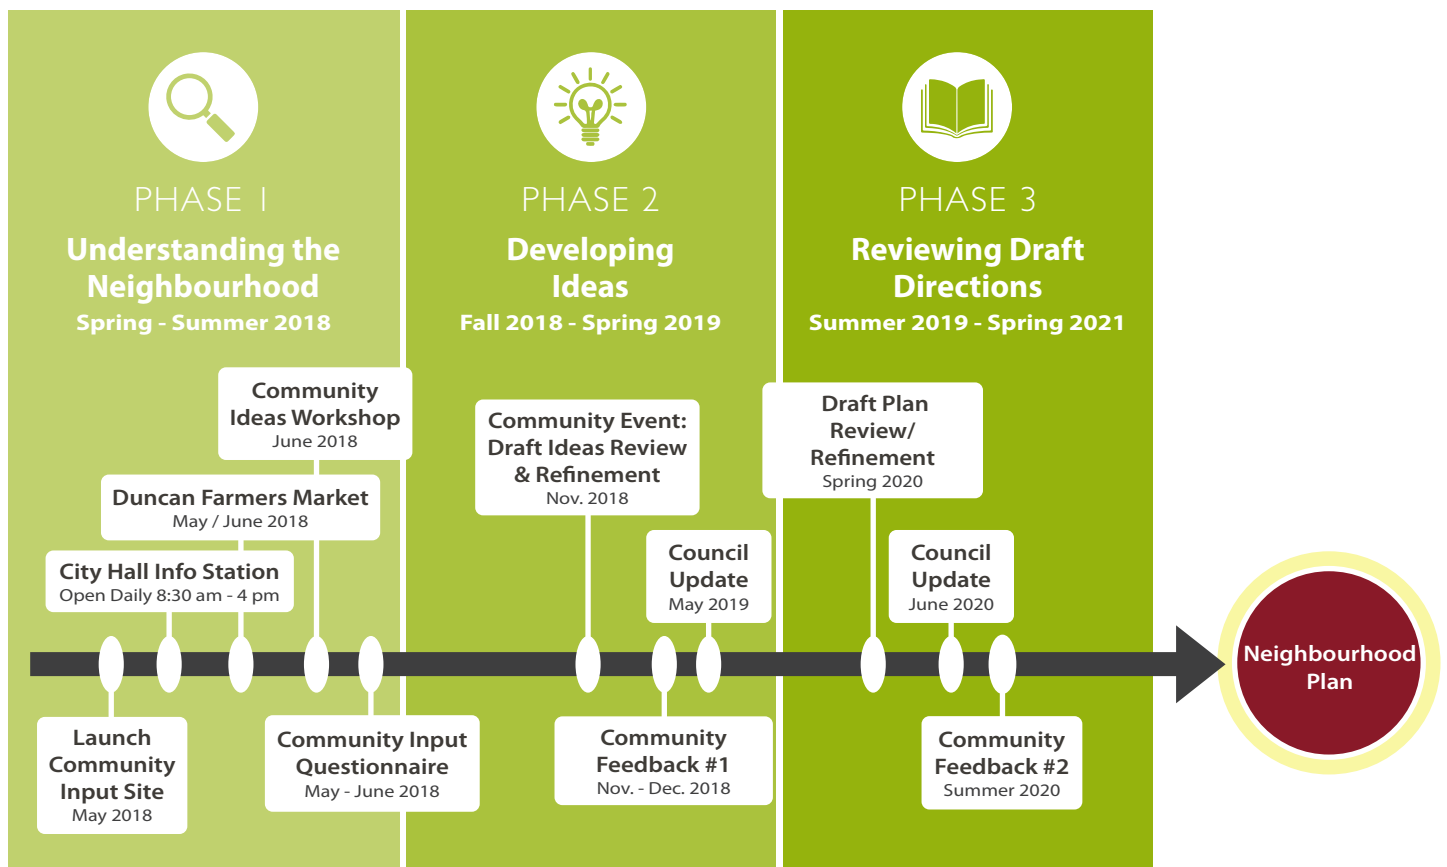 PHASE 1
Understanding the
Neighbourhood
Spring - Summer 2018
Community
Ideas Workshop
June 2018
Duncan Farmers Market
May / June 2018
City Hall Info Station
Open Daily 8:30 am - 4 pm
Launch
Community
Input Site
May 2018
Community Input
Questionnaire
May - June 2018
PHASE 2
Developing
Ideas
Fall 2018 - Spring 2019
Community Event:
Draft Ideas Review
& Refinement
Nov. 2018
Council
Update
May 2019
Community
Feedback #1
Nov. - Dec. 2018
PHASE 3
Reviewing Draft
Directions
Summer 2019 - Spring 2021
Draft Plan
Review/
Refinement
Spring 2020
Council
Update
June 2020
Community
Feedback #2
Summer 2020
Neighbourhood
Plan